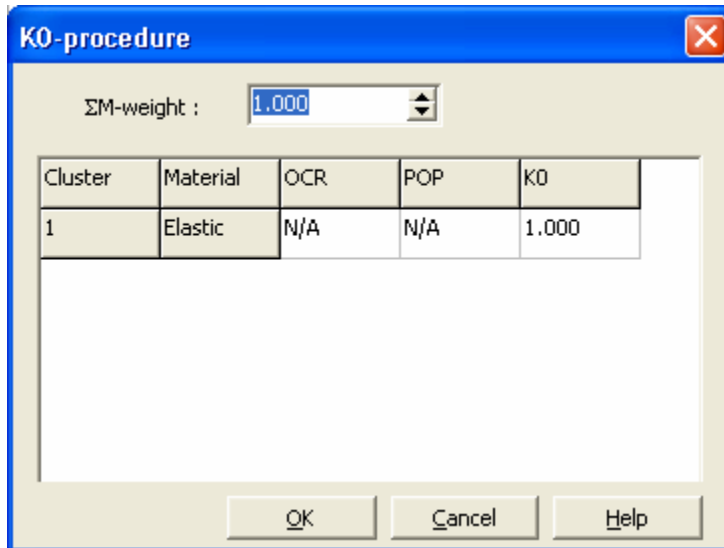 K0-procedure
ΣM-weight : 1.000
Cluster Material OCR POP K0
1 Elastic N/A N/A 1.000
OK Cancel Help